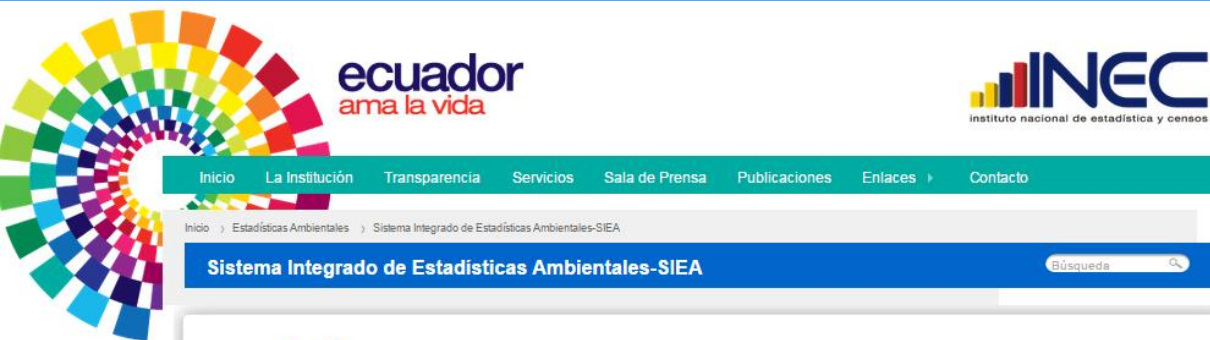 ecuador
ama la vida
INEC
instituto nacional de estadística y censos
Inicio La Institución Transparencia Servicios Sala de Prensa Publicaciones Enlaces Contacto
Inicio › Estadísticas Ambientales › Sistema Integrado de Estadísticas Ambientales-SIEA
Sistema Integrado de Estadísticas Ambientales-SIEA
Búsqueda